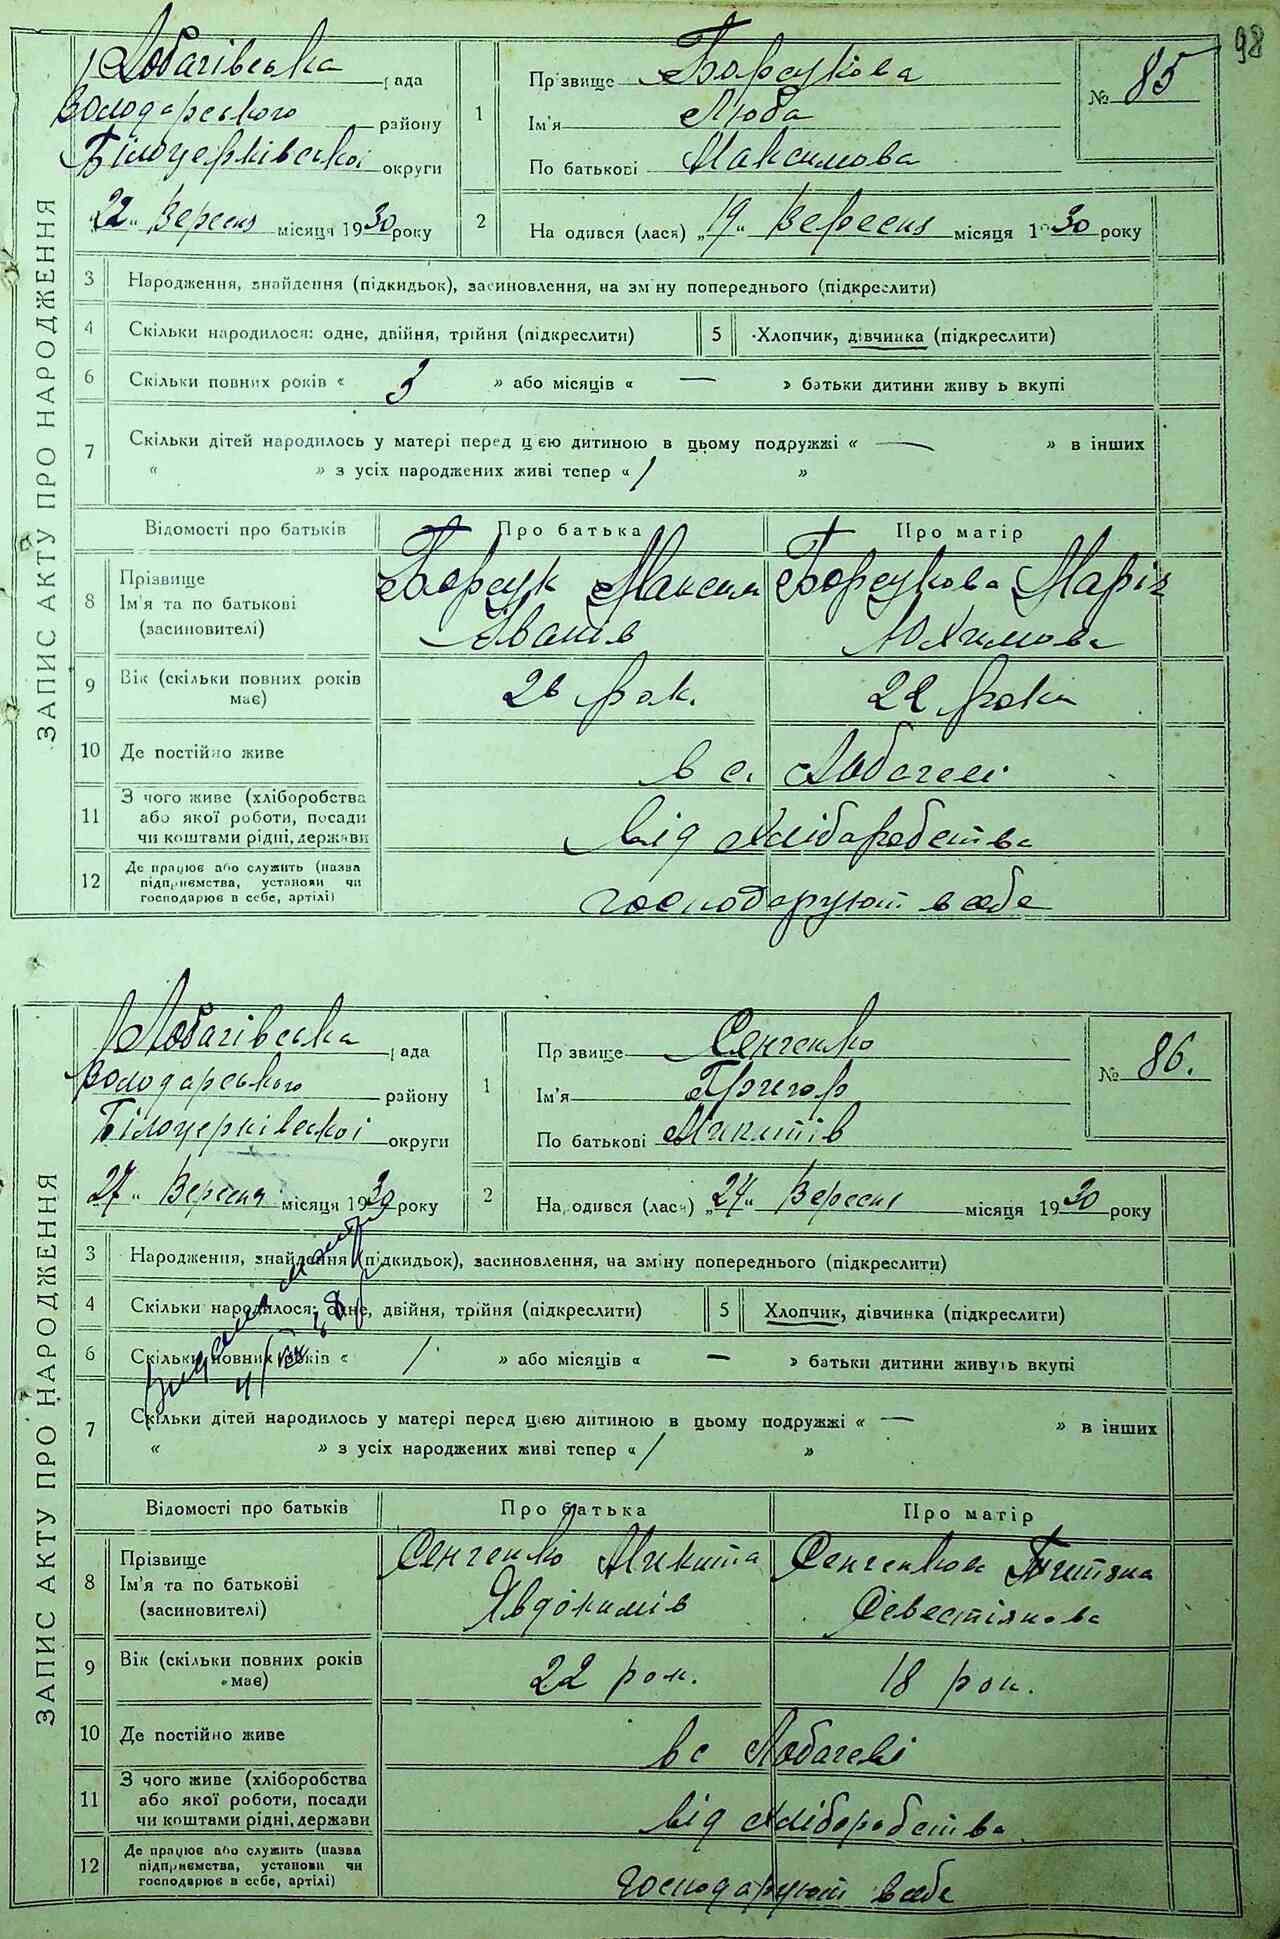 98
ЗАПИС АКТУ ПРО НАРОДЖЕННЯ
Лобачівська рада
Володарського району
Білоцерківської округи
„22" Вересня місяця 1930 року
1
Прізвище Борсукова
Ім'я Люба
По батькові Максимова
№ 85
2
Народився (лася) „19" Вересня місяця 1930 року
3 Народження, знайдення (підкидьок), засиновлення, на зміну попереднього (підкреслити)
4 Скільки народилося: одне, двійня, трійня (підкреслити) 5 Хлопчик, дівчинка (підкреслити)
6 Скільки повних років « 3 » або місяців « — » батьки дитини живуть вкупі
7 Скільки дітей народилось у матері перед цією дитиною в цьому подружжі « — » в інших
« » з усіх народжених живі тепер « 1 »
Відомості про батьків Про батька Про матір
8 Прізвище Ім'я та по батькові (засиновителі)
Борсук Максим Іванів
Борсукова Марія Юхимова
9 Вік (скільки повних років має) 26 рок. 22 роки
10 Де постійно живе в с. Лобачеві
11 З чого живе (хліборобства або якої роботи, посади чи коштами рідні, держави від хліборобства
12 Де працює або служить (назва підприємства, установи чи господарює в себе, артілі) господарують в себе
ЗАПИС АКТУ ПРО НАРОДЖЕННЯ
Лобачівська рада
Володарського району
Білоцерківської округи
27" Вересня місяця 1930 року
1
Прізвище Сенченко
Ім'я Григор
По батькові Микитів
№ 86.
2
Народився (лася) „24" Вересня місяця 1930 року
3 Народження, знайдення (підкидьок), засиновлення, на зміну попереднього (підкреслити)
4 Скільки народилося: одне, двійня, трійня (підкреслити) 5 Хлопчик, дівчинка (підкреслити)
6 Скільки повних років « 1 » або місяців « — » батьки дитини живуть вкупі
7 Скільки дітей народилось у матері перед цією дитиною в цьому подружжі « — » в інших
« » з усіх народжених живі тепер « 1 »
Відомості про батьків Про батька Про матір
8 Прізвище Ім'я та по батькові (засиновителі)
Сенченко Микита Явдокимів
Сенченкова Титяна Севестіянова
9 Вік (скільки повних років має) 22 рок. 18 рок.
10 Де постійно живе в с Лобачеві
11 З чого живе (хліборобства або якої роботи, посади чи коштами рідні, держави від хліборобства
12 Де працює або служить (назва підприємства, установи чи господарює в себе, артілі) господарують в себе